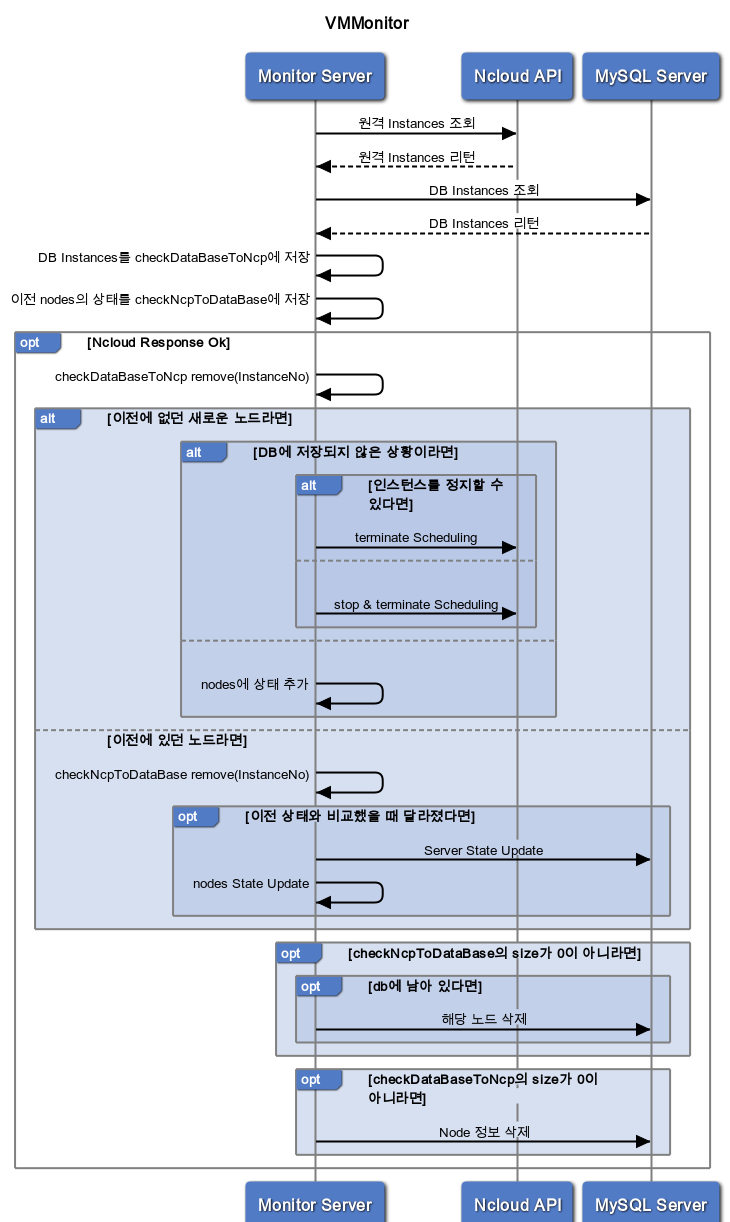 VMMonitor
Monitor Server
Ncloud API
MySQL Server
원격 Instances 조회
원격 Instances 리턴
DB Instances 조회
DB Instances 리턴
DB Instances를 checkDataBaseToNcp에 저장
이전 nodes의 상태를 checkNcpToDataBase에 저장
opt
[Ncloud Response Ok]
checkDataBaseToNcp remove(InstanceNo)
alt
[이전에 없던 새로운 노드라면]
alt
[DB에 저장되지 않은 상황이라면]
alt
[인스턴스를 정지할 수
있다면]
terminate Scheduling
stop & terminate Scheduling
nodes에 상태 추가
[이전에 있던 노드라면]
checkNcpToDataBase remove(InstanceNo)
opt
[이전 상태와 비교했을 때 달라졌다면]
Server State Update
nodes State Update
opt
[checkNcpToDataBase의 size가 0이 아니라면]
opt
[db에 남아 있다면]
해당 노드 삭제
opt
[checkDataBaseToNcp의 size가 0이
아니라면]
Node 정보 삭제
Monitor Server
Ncloud API
MySQL Server